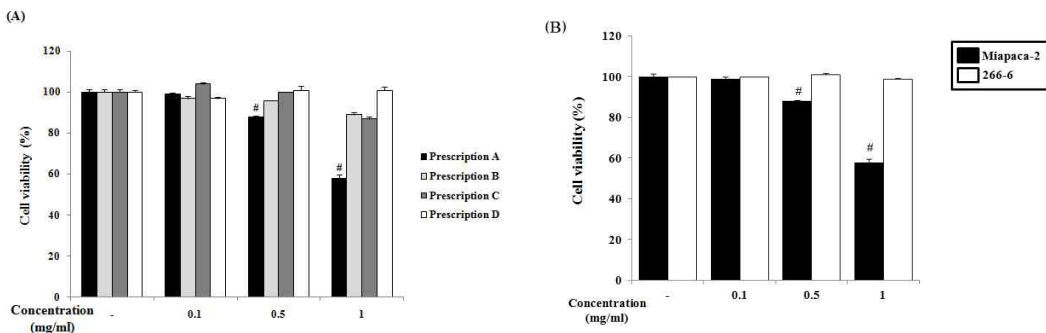 (A)
120
100
80
60
40
20
0
Cell viability (%)
#
#
Prescription A
Prescription B
Prescription C
Prescription D
Concentration
(mg/ml)
- 0.1 0.5 1
(B)
120
100
80
60
40
20
0
Cell viability (%)
#
#
Miapaca-2
266-6
Concentration
(mg/ml)
- 0.1 0.5 1